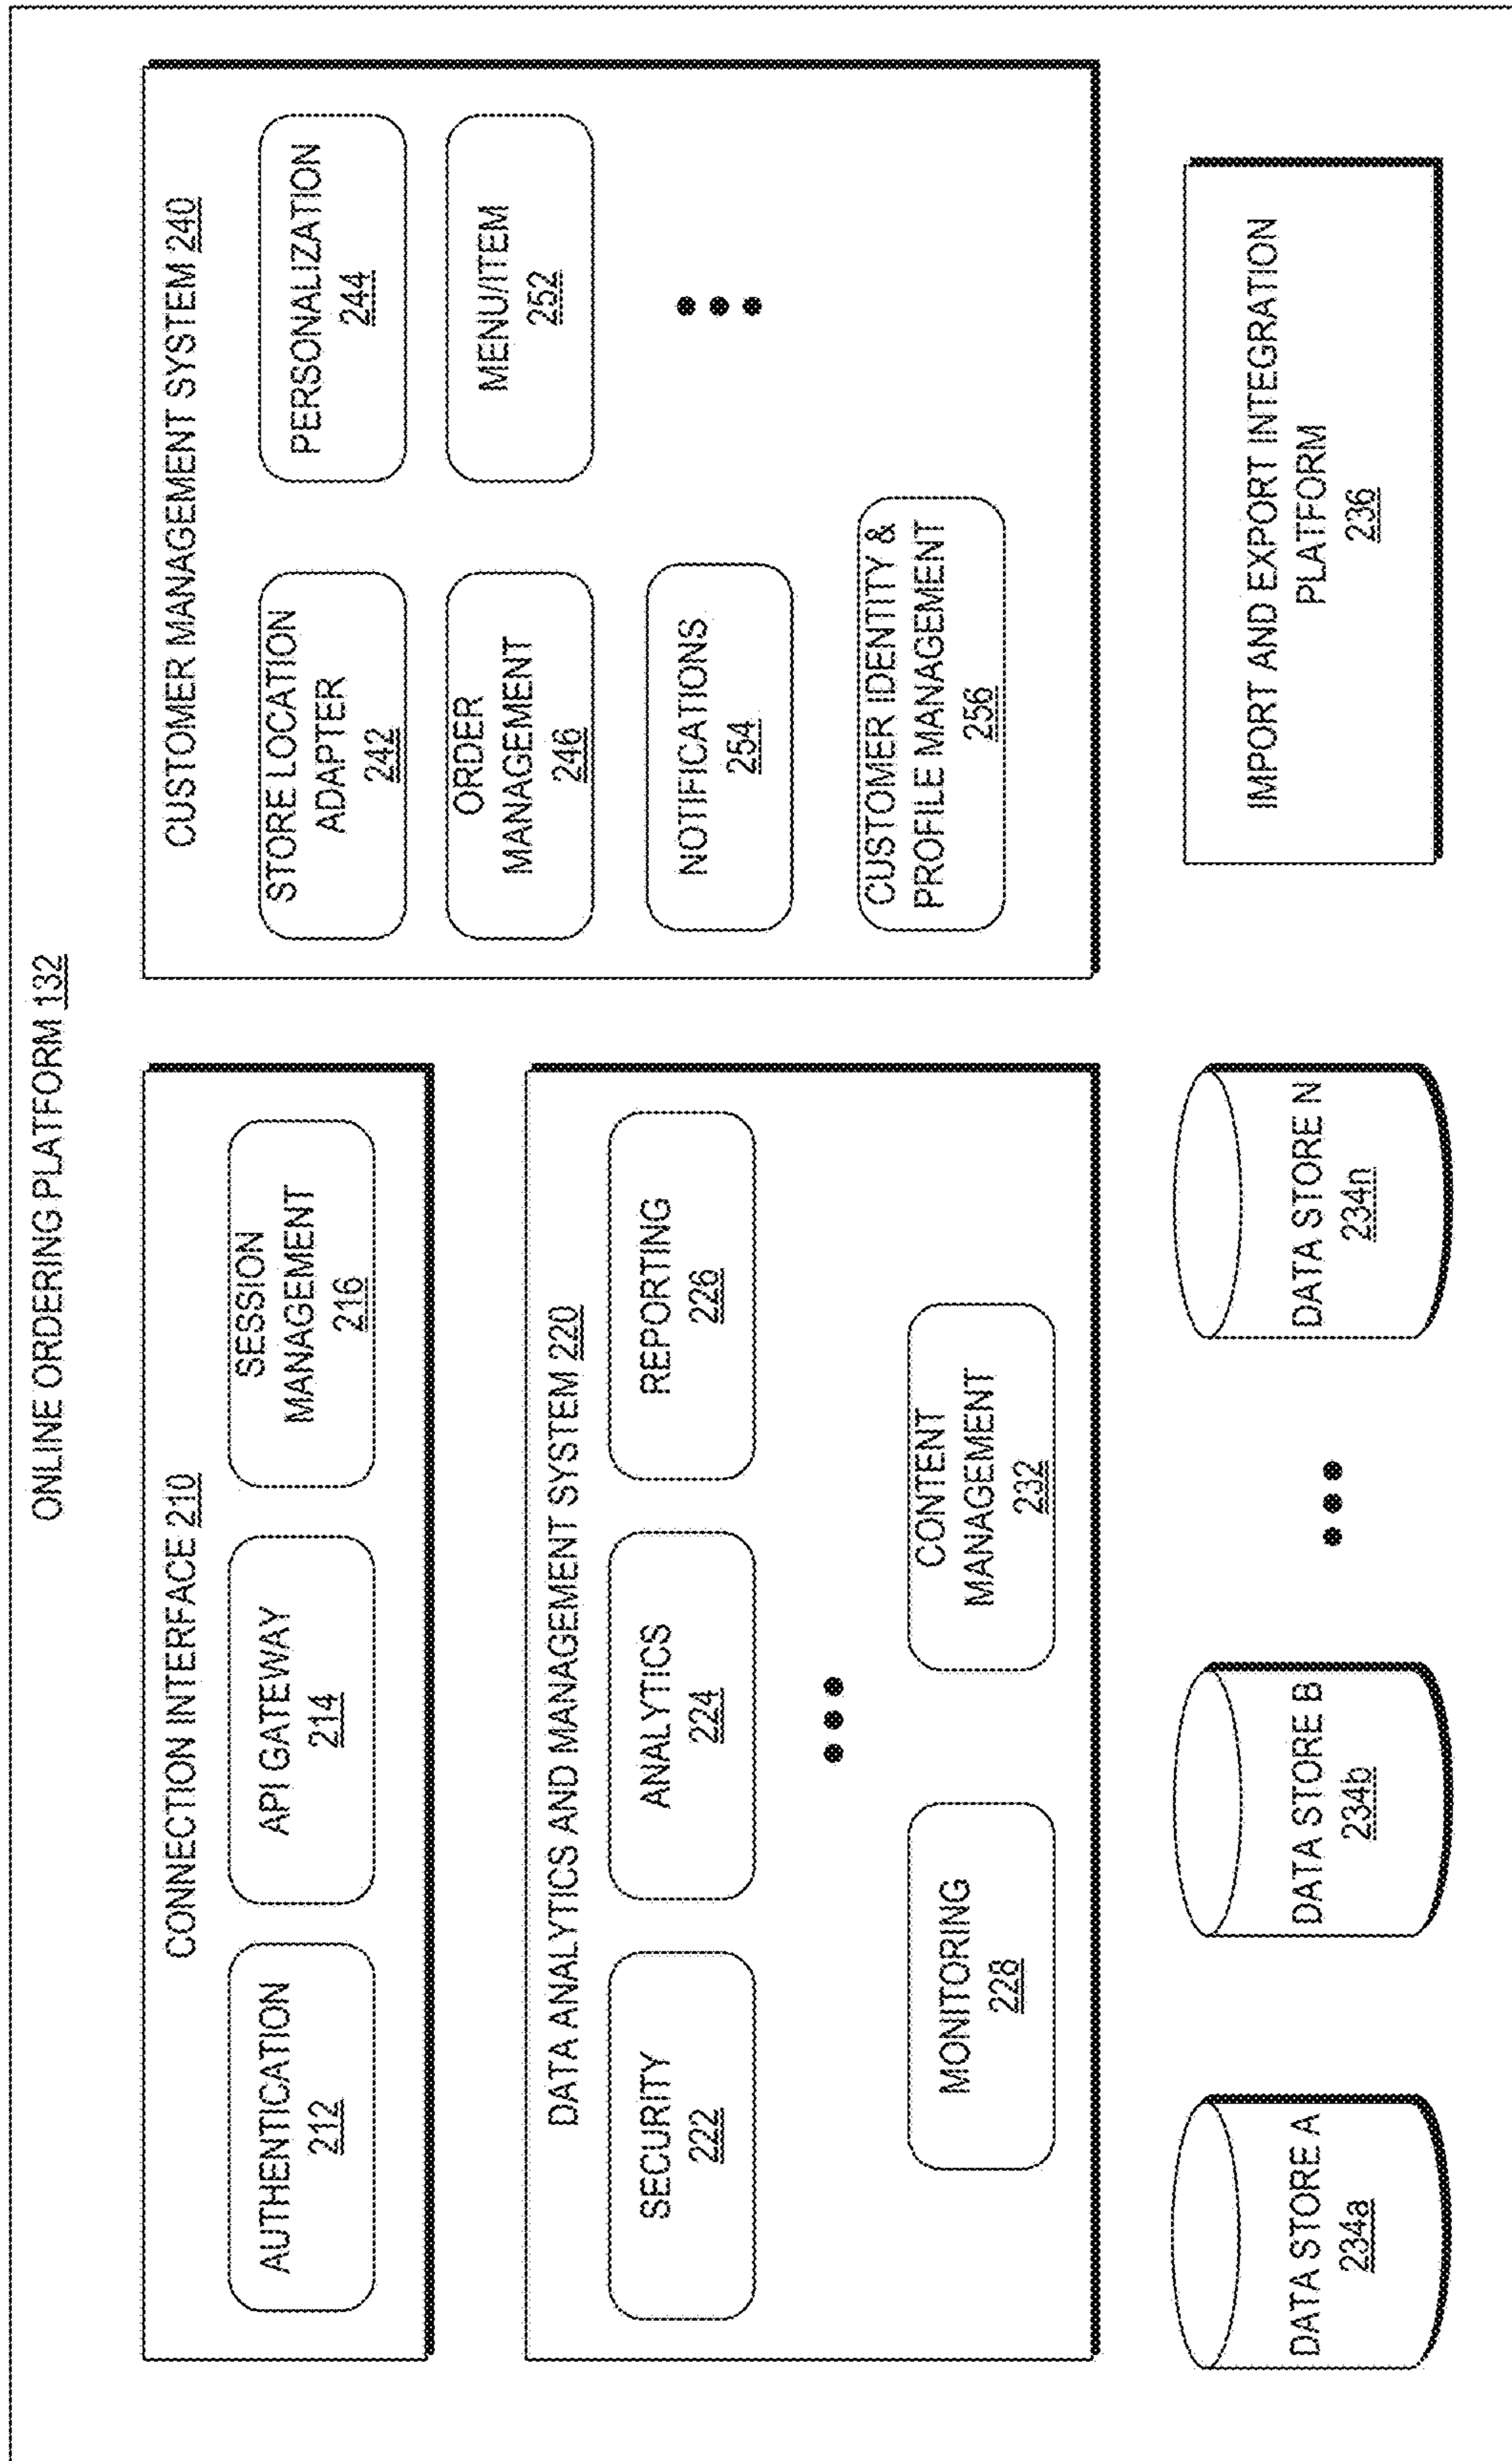 ONLINE ORDERING PLATFORM 132
CONNECTION INTERFACE 210
AUTHENTICATION
212
API GATEWAY
214
SESSION
MANAGEMENT
216
DATA ANALYTICS AND MANAGEMENT SYSTEM 220
SECURITY
222
ANALYTICS
224
REPORTING
226
MONITORING
228
CONTENT
MANAGEMENT
232
DATA STORE A
234a
DATA STORE B
234b
DATA STORE N
234n
CUSTOMER MANAGEMENT SYSTEM 240
STORE LOCATION
ADAPTER
242
PERSONALIZATION
244
ORDER
MANAGEMENT
246
MENU/ITEM
252
NOTIFICATIONS
254
CUSTOMER IDENTITY &
PROFILE MANAGEMENT
256
IMPORT AND EXPORT INTEGRATION
PLATFORM
236